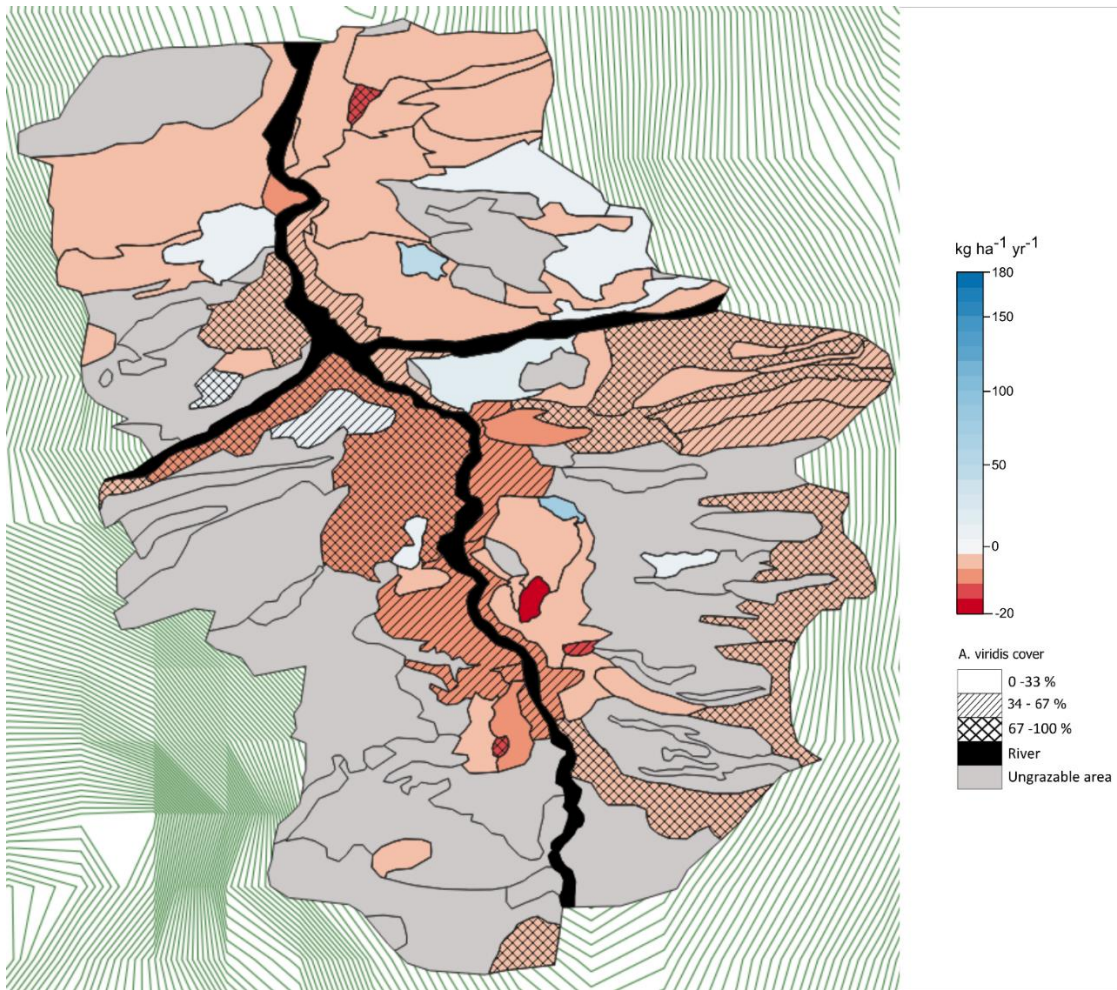 kg ha-1 yr-1
180
150
100
50
0
-20
A. viridis cover
0 -33 %
34 - 67 %
67 -100 %
River
Ungrazable area